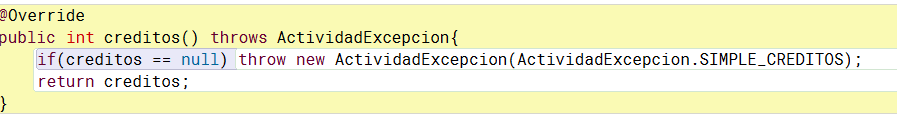 @Override
public int creditos() throws ActividadExcepcion{
if(creditos == null) throw new ActividadExcepcion(ActividadExcepcion.SIMPLE_CREDITOS);
return creditos;
}